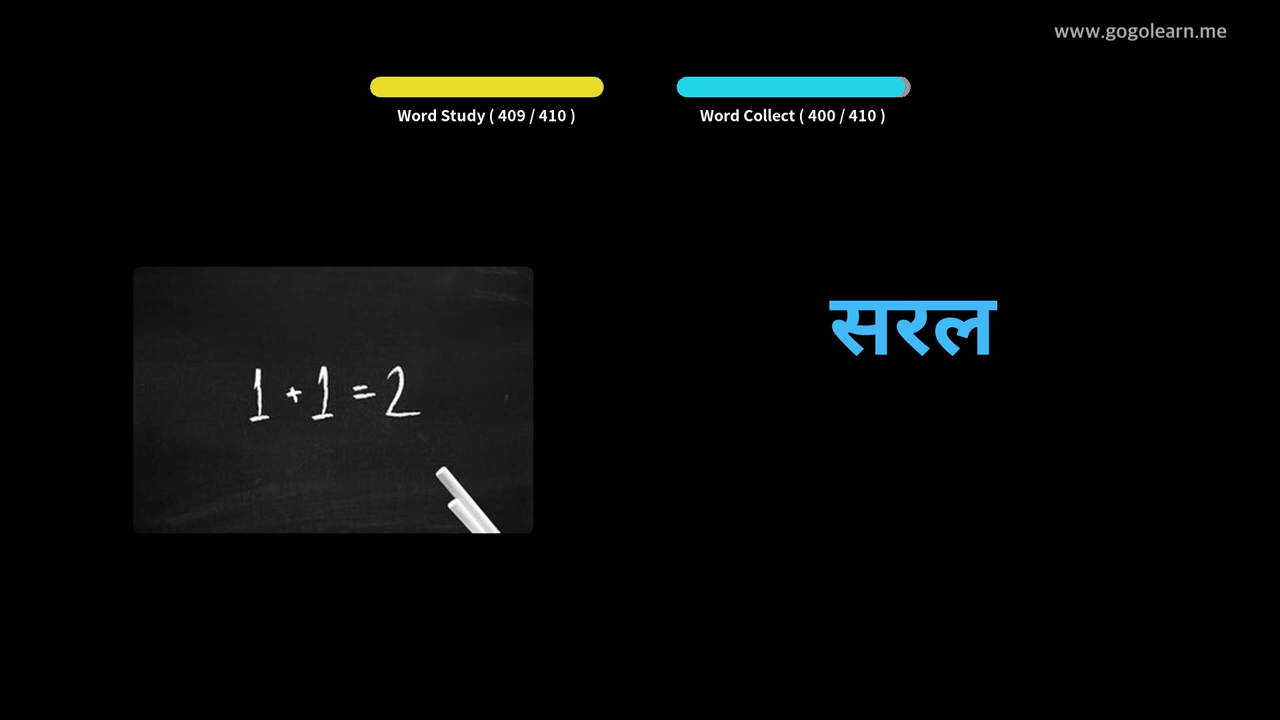 www.gogolearn.me
Word Study ( 409 / 410 )
Word Collect ( 400 / 410 )
सरल
1 + 1 = 2